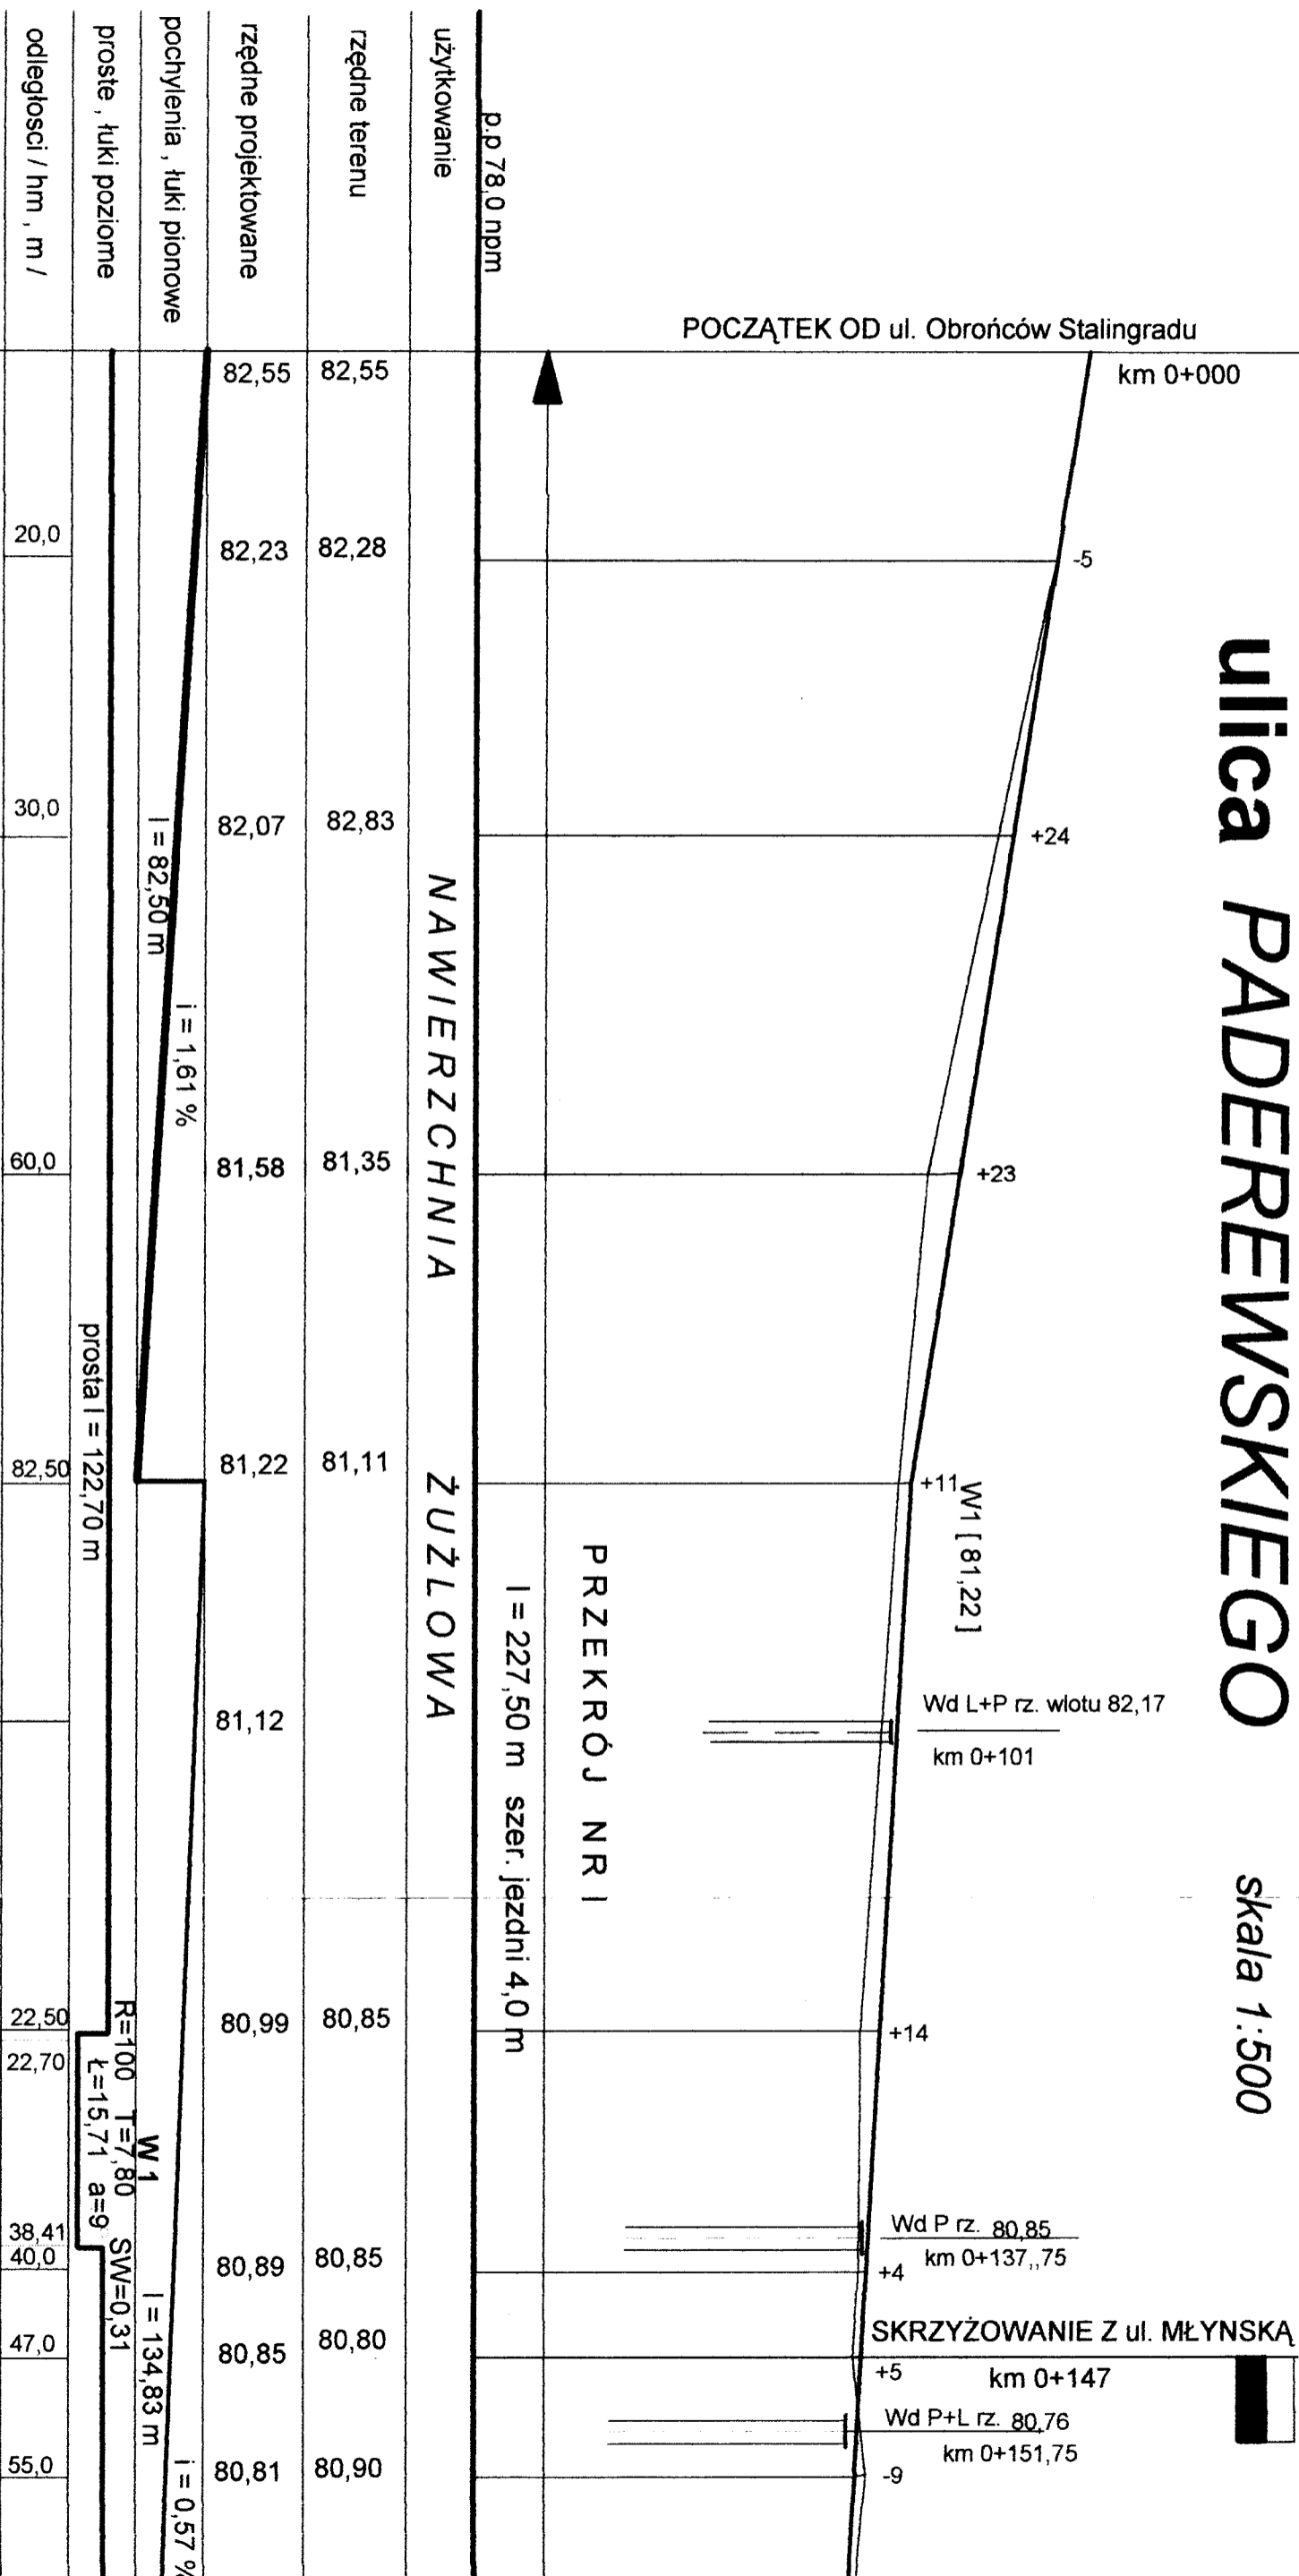 ulica PADEREWSKIEGO skala 1:500
POCZĄTEK OD ul. Obrońców Stalingradu
km 0+000
-5
+24
+23
+11
W1 [ 81,22 ]
Wd L+P rz. wlotu 82,17
km 0+101
+14
Wd P rz. 80,85
km 0+137,,75
+4
SKRZYŻOWANIE Z ul. MŁYNSKĄ
km 0+147
+5
Wd P+L rz. 80,76
km 0+151,75
-9
PRZEKRÓJ NR I
l = 227,50 m szer. jezdni 4,0 m
p.p 78,0 npm
użytkowanie
NAWIERZCHNIA ŻUŻLOWA
rzędne terenu
82,55
82,28
82,83
81,35
81,11
80,85
80,85
80,80
80,90
rzędne projektowane
82,55
82,23
82,07
81,58
81,22
81,12
80,99
80,89
80,85
80,81
pochylenia , łuki pionowe
l = 82,50 m
i = 1,61 %
W 1
l = 134,83 m
i = 0,57 %
proste , łuki poziome
prosta l = 122,70 m
R=100 T=7,80 SW=0,31
Ł=15,71 a=9
odległosci / hm , m /
20,0
30,0
60,0
82,50
22,50
22,70
38,41
40,0
47,0
55,0